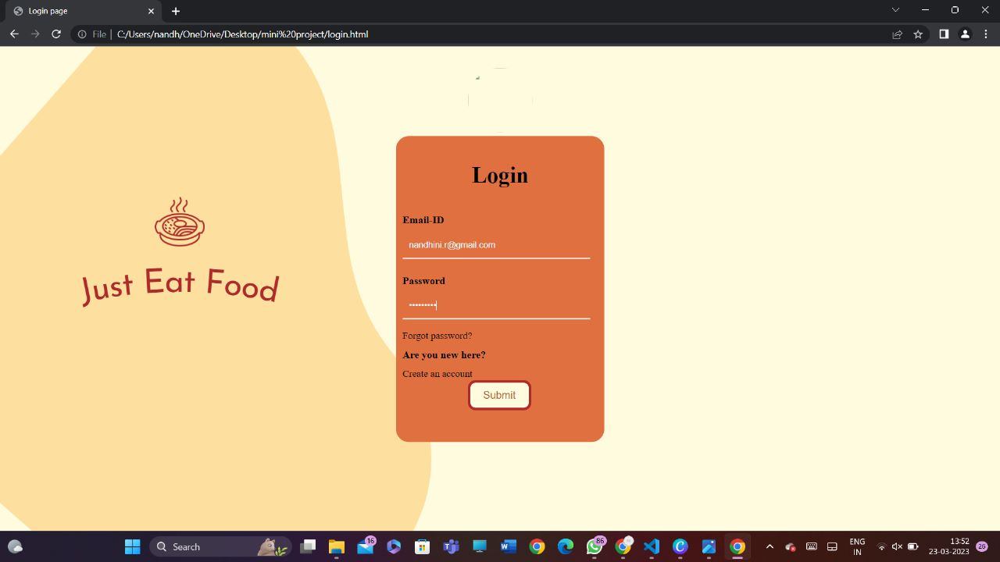 Login page
File
C:/Users/nandh/OneDrive/Desktop/mini%20project/login.html
Just Eat Food
Login
Email-ID
nandhini.r@gmail.com
Password
•••••••••
Forgot password?
Are you new here?
Create an account
Submit
Search
16
86
ENG
IN
13:52
23-03-2023
26